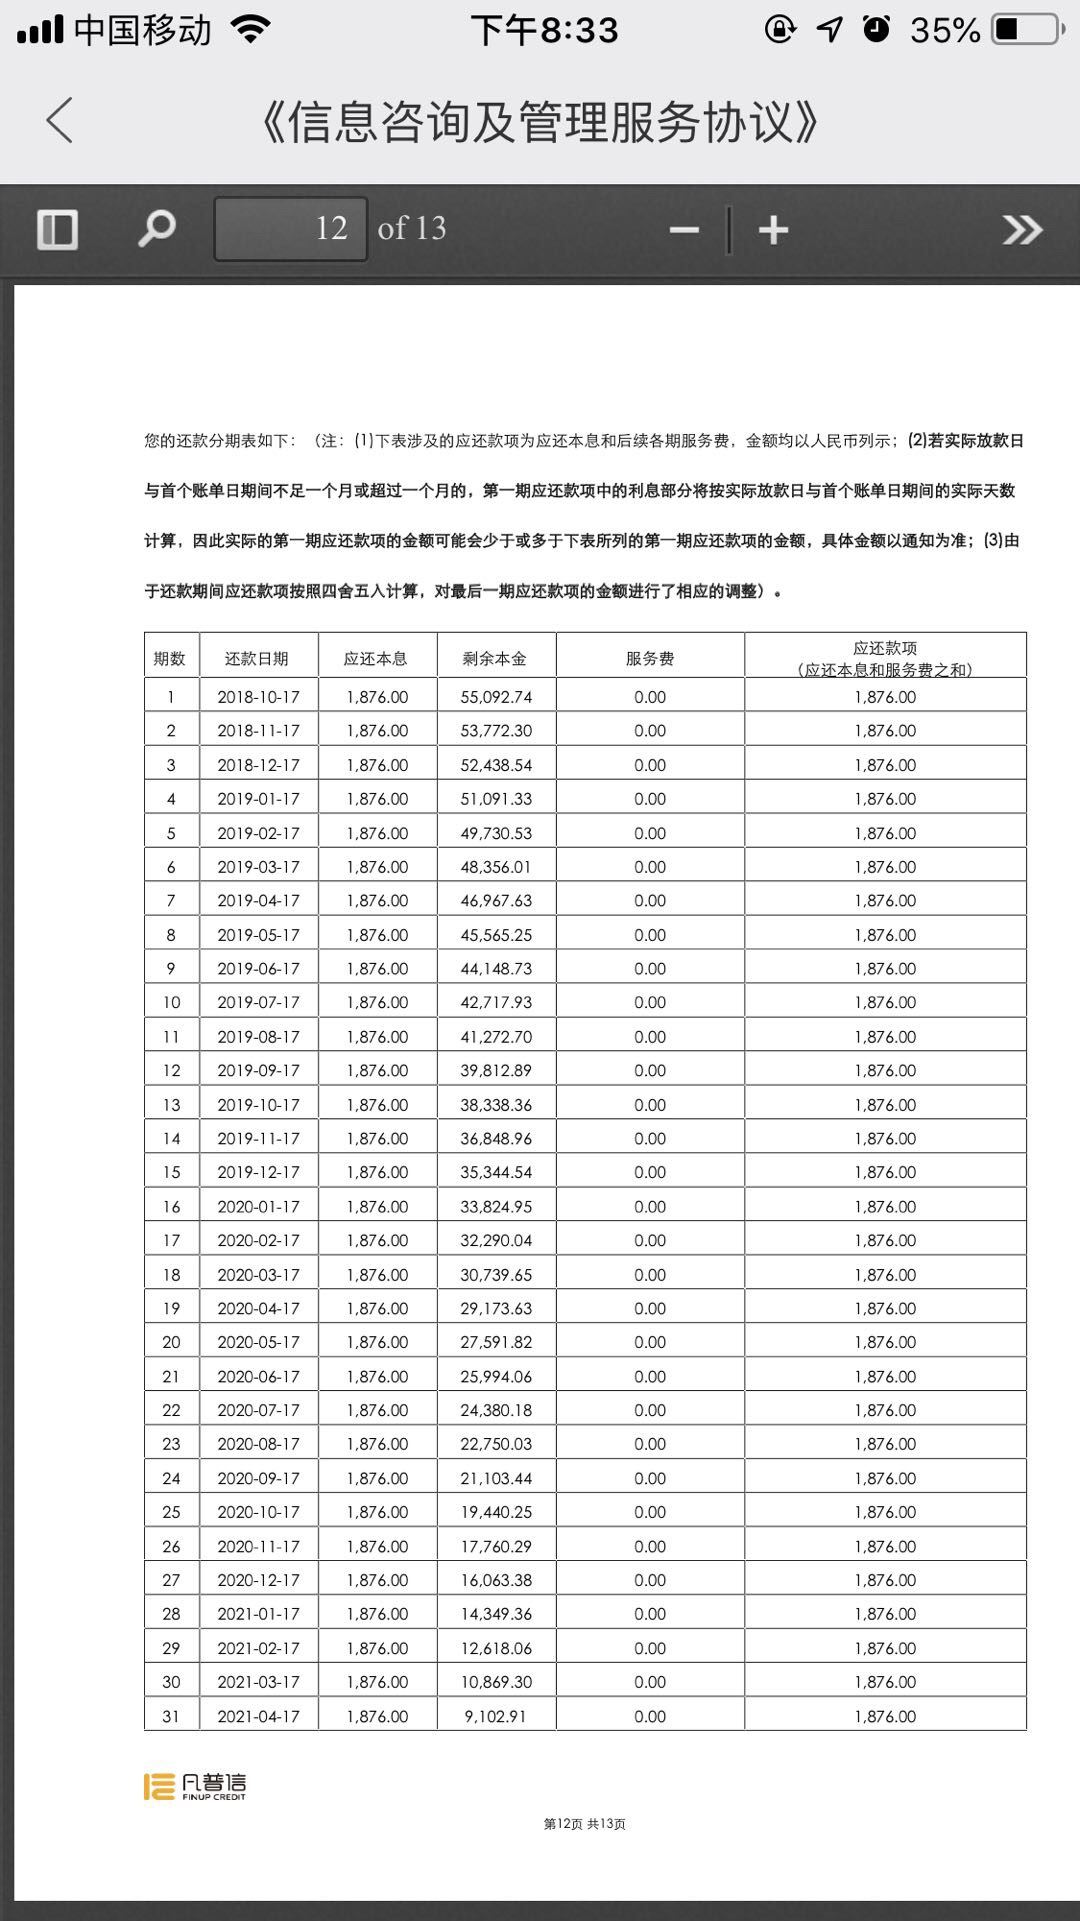 中国移动 下午8:33 35%
《信息咨询及管理服务协议》
12 of 13
您的还款分期表如下：（注：(1)下表涉及的应还款项为应还本息和后续各期服务费，金额均以人民币列示；(2)若实际放款日
与首个账单日期间不足一个月或超过一个月的，第一期应还款项中的利息部分将按实际放款日与首个账单日期间的实际天数
计算，因此实际的第一期应还款项的金额可能会少于或多于下表所列的第一期应还款项的金额，具体金额以通知为准；(3)由
于还款期间应还款项按照四舍五入计算，对最后一期应还款项的金额进行了相应的调整）。
期数 还款日期 应还本息 剩余本金 服务费 应还款项
（应还本息和服务费之和）
1 2018-10-17 1,876.00 55,092.74 0.00 1,876.00
2 2018-11-17 1,876.00 53,772.30 0.00 1,876.00
3 2018-12-17 1,876.00 52,438.54 0.00 1,876.00
4 2019-01-17 1,876.00 51,091.33 0.00 1,876.00
5 2019-02-17 1,876.00 49,730.53 0.00 1,876.00
6 2019-03-17 1,876.00 48,356.01 0.00 1,876.00
7 2019-04-17 1,876.00 46,967.63 0.00 1,876.00
8 2019-05-17 1,876.00 45,565.25 0.00 1,876.00
9 2019-06-17 1,876.00 44,148.73 0.00 1,876.00
10 2019-07-17 1,876.00 42,717.93 0.00 1,876.00
11 2019-08-17 1,876.00 41,272.70 0.00 1,876.00
12 2019-09-17 1,876.00 39,812.89 0.00 1,876.00
13 2019-10-17 1,876.00 38,338.36 0.00 1,876.00
14 2019-11-17 1,876.00 36,848.96 0.00 1,876.00
15 2019-12-17 1,876.00 35,344.54 0.00 1,876.00
16 2020-01-17 1,876.00 33,824.95 0.00 1,876.00
17 2020-02-17 1,876.00 32,290.04 0.00 1,876.00
18 2020-03-17 1,876.00 30,739.65 0.00 1,876.00
19 2020-04-17 1,876.00 29,173.63 0.00 1,876.00
20 2020-05-17 1,876.00 27,591.82 0.00 1,876.00
21 2020-06-17 1,876.00 25,994.06 0.00 1,876.00
22 2020-07-17 1,876.00 24,380.18 0.00 1,876.00
23 2020-08-17 1,876.00 22,750.03 0.00 1,876.00
24 2020-09-17 1,876.00 21,103.44 0.00 1,876.00
25 2020-10-17 1,876.00 19,440.25 0.00 1,876.00
26 2020-11-17 1,876.00 17,760.29 0.00 1,876.00
27 2020-12-17 1,876.00 16,063.38 0.00 1,876.00
28 2021-01-17 1,876.00 14,349.36 0.00 1,876.00
29 2021-02-17 1,876.00 12,618.06 0.00 1,876.00
30 2021-03-17 1,876.00 10,869.30 0.00 1,876.00
31 2021-04-17 1,876.00 9,102.91 0.00 1,876.00
凡普信
FINUP CREDIT
第12页 共13页